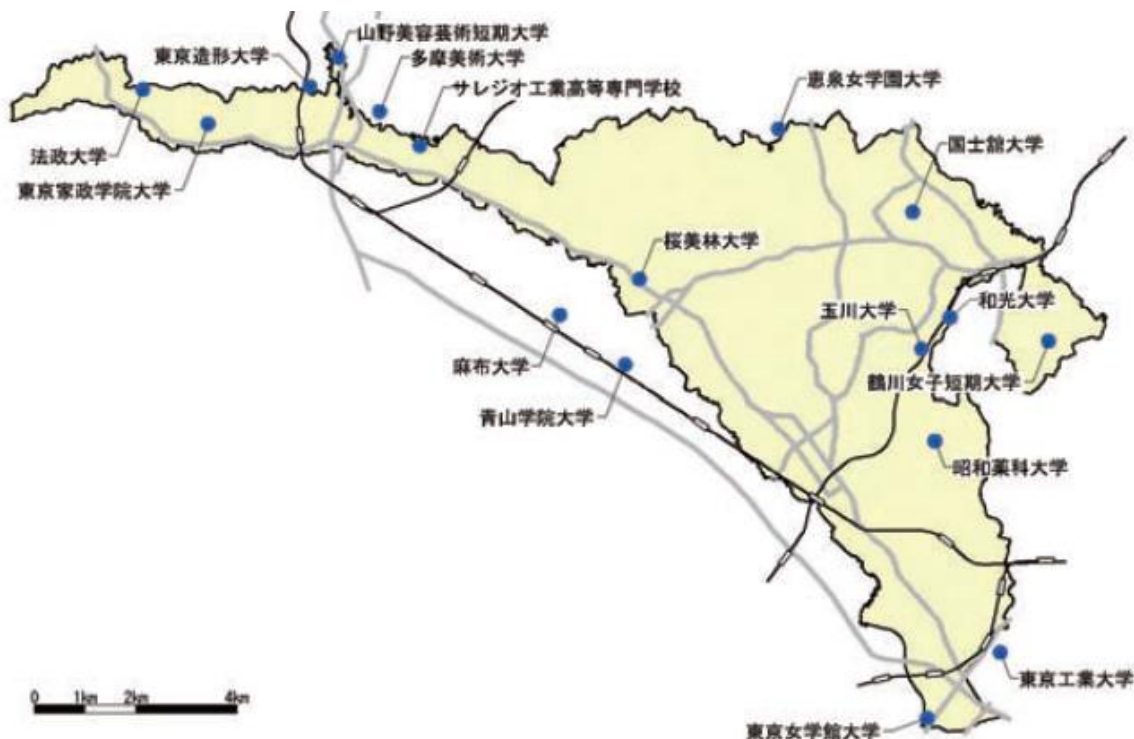 山野美容芸術短期大学
東京造形大学
多摩美術大学
サレジオ工業高等専門学校
恵泉女学園大学
国士舘大学
法政大学
東京家政学院大学
桜美林大学
和光大学
玉川大学
麻布大学
鶴川女子短期大学
青山学院大学
昭和薬科大学
東京工業大学
東京女学館大学
0 1km 2km 4km